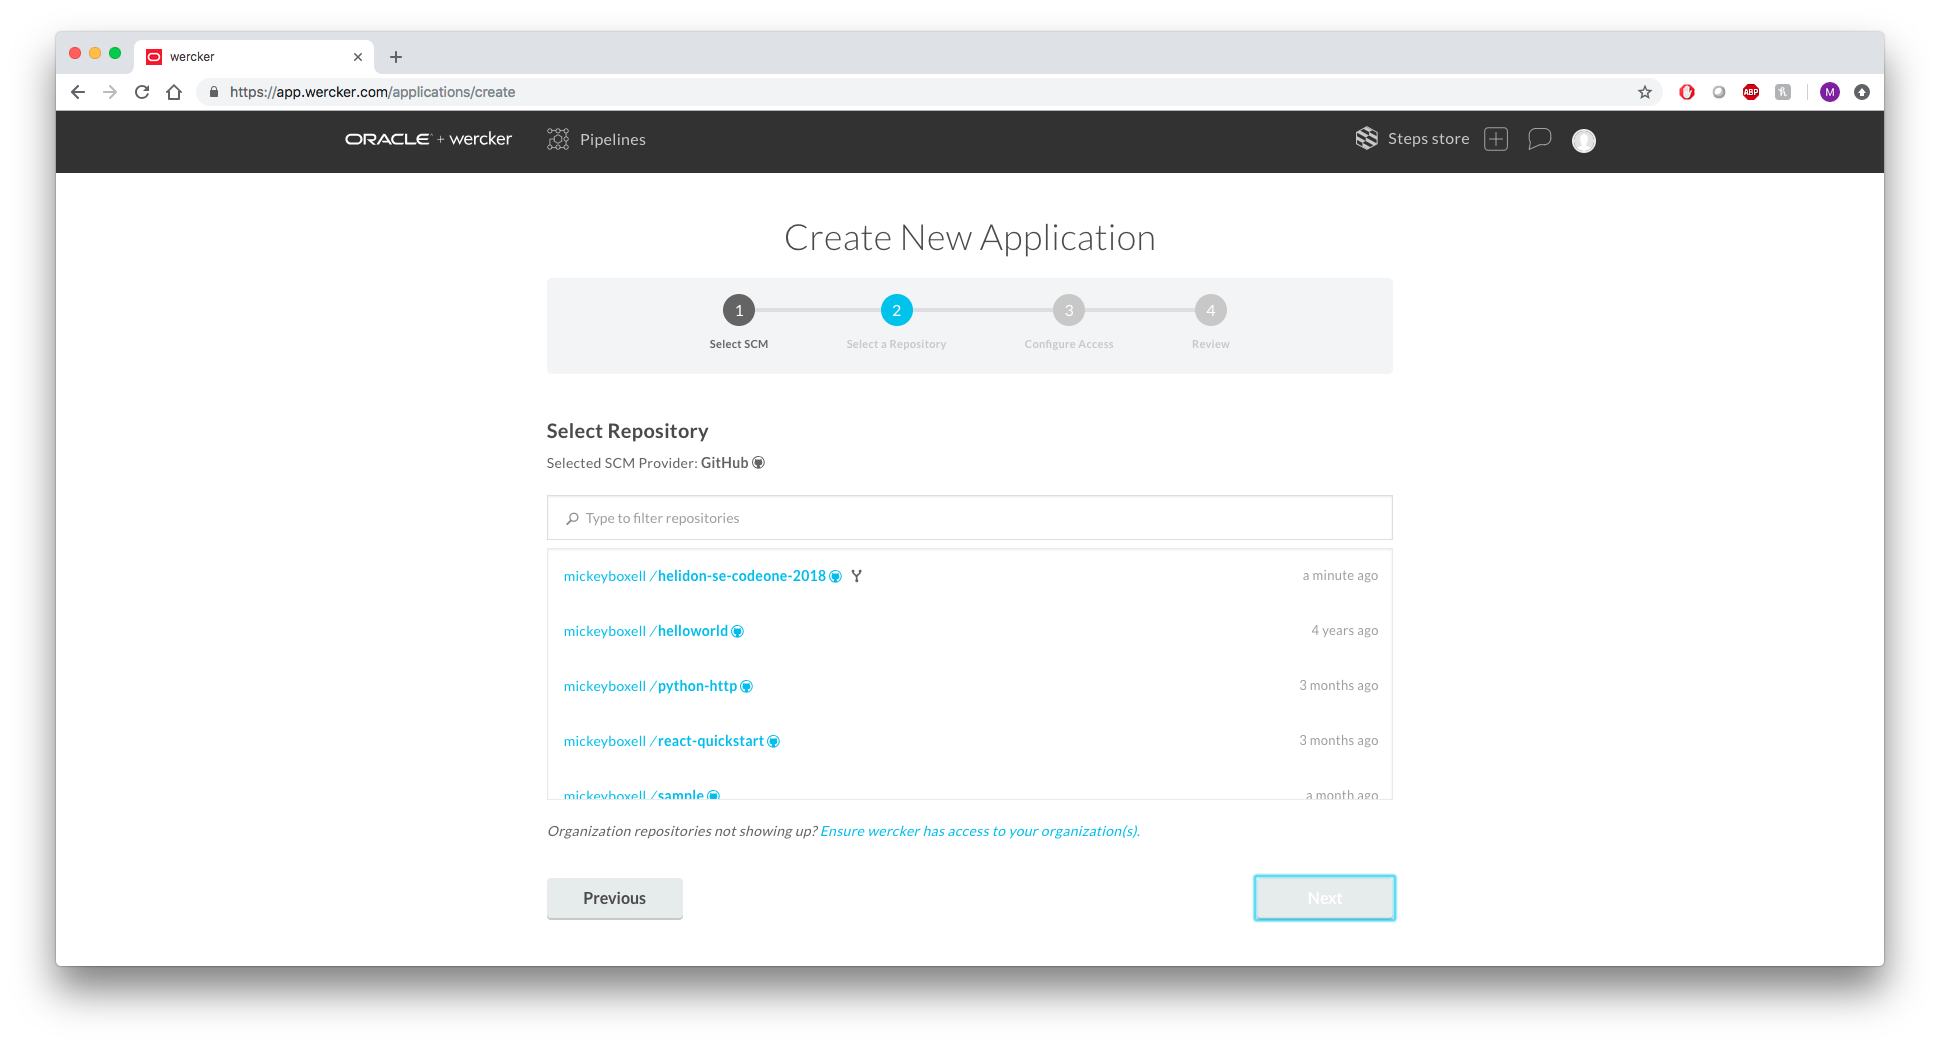 wercker
https://app.wercker.com/applications/create
ABP
M
ORACLE + wercker
Pipelines
Steps store
Create New Application
1
2
3
4
Select SCM
Select a Repository
Configure Access
Review
Select Repository
Selected SCM Provider: GitHub
Type to filter repositories
mickeyboxell / helidon-se-codeone-2018
a minute ago
mickeyboxell / helloworld
4 years ago
mickeyboxell / python-http
3 months ago
mickeyboxell / react-quickstart
3 months ago
mickeyboxell / sample
a month ago
Organization repositories not showing up? Ensure wercker has access to your organization(s).
Previous
Next